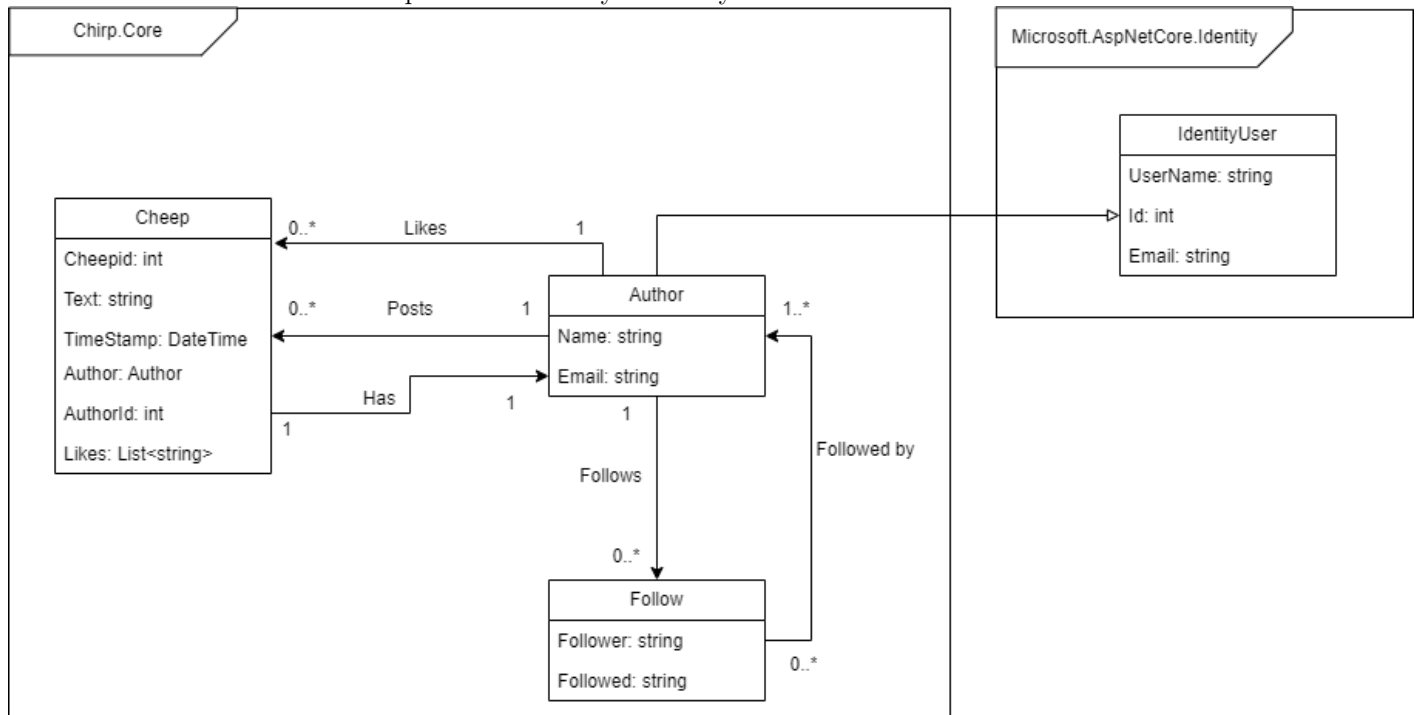 Chirp.Core
Microsoft.AspNetCore.Identity
IdentityUser
UserName: string
Id: int
Email: string
Cheep
Cheepid: int
Text: string
TimeStamp: DateTime
Author: Author
AuthorId: int
Likes: List<string>
0..*
Likes
1
0..*
Posts
1
Has
1
1
Author
Name: string
Email: string
1..*
1
Follows
0..*
Followed by
Follow
Follower: string
Followed: string
0..*